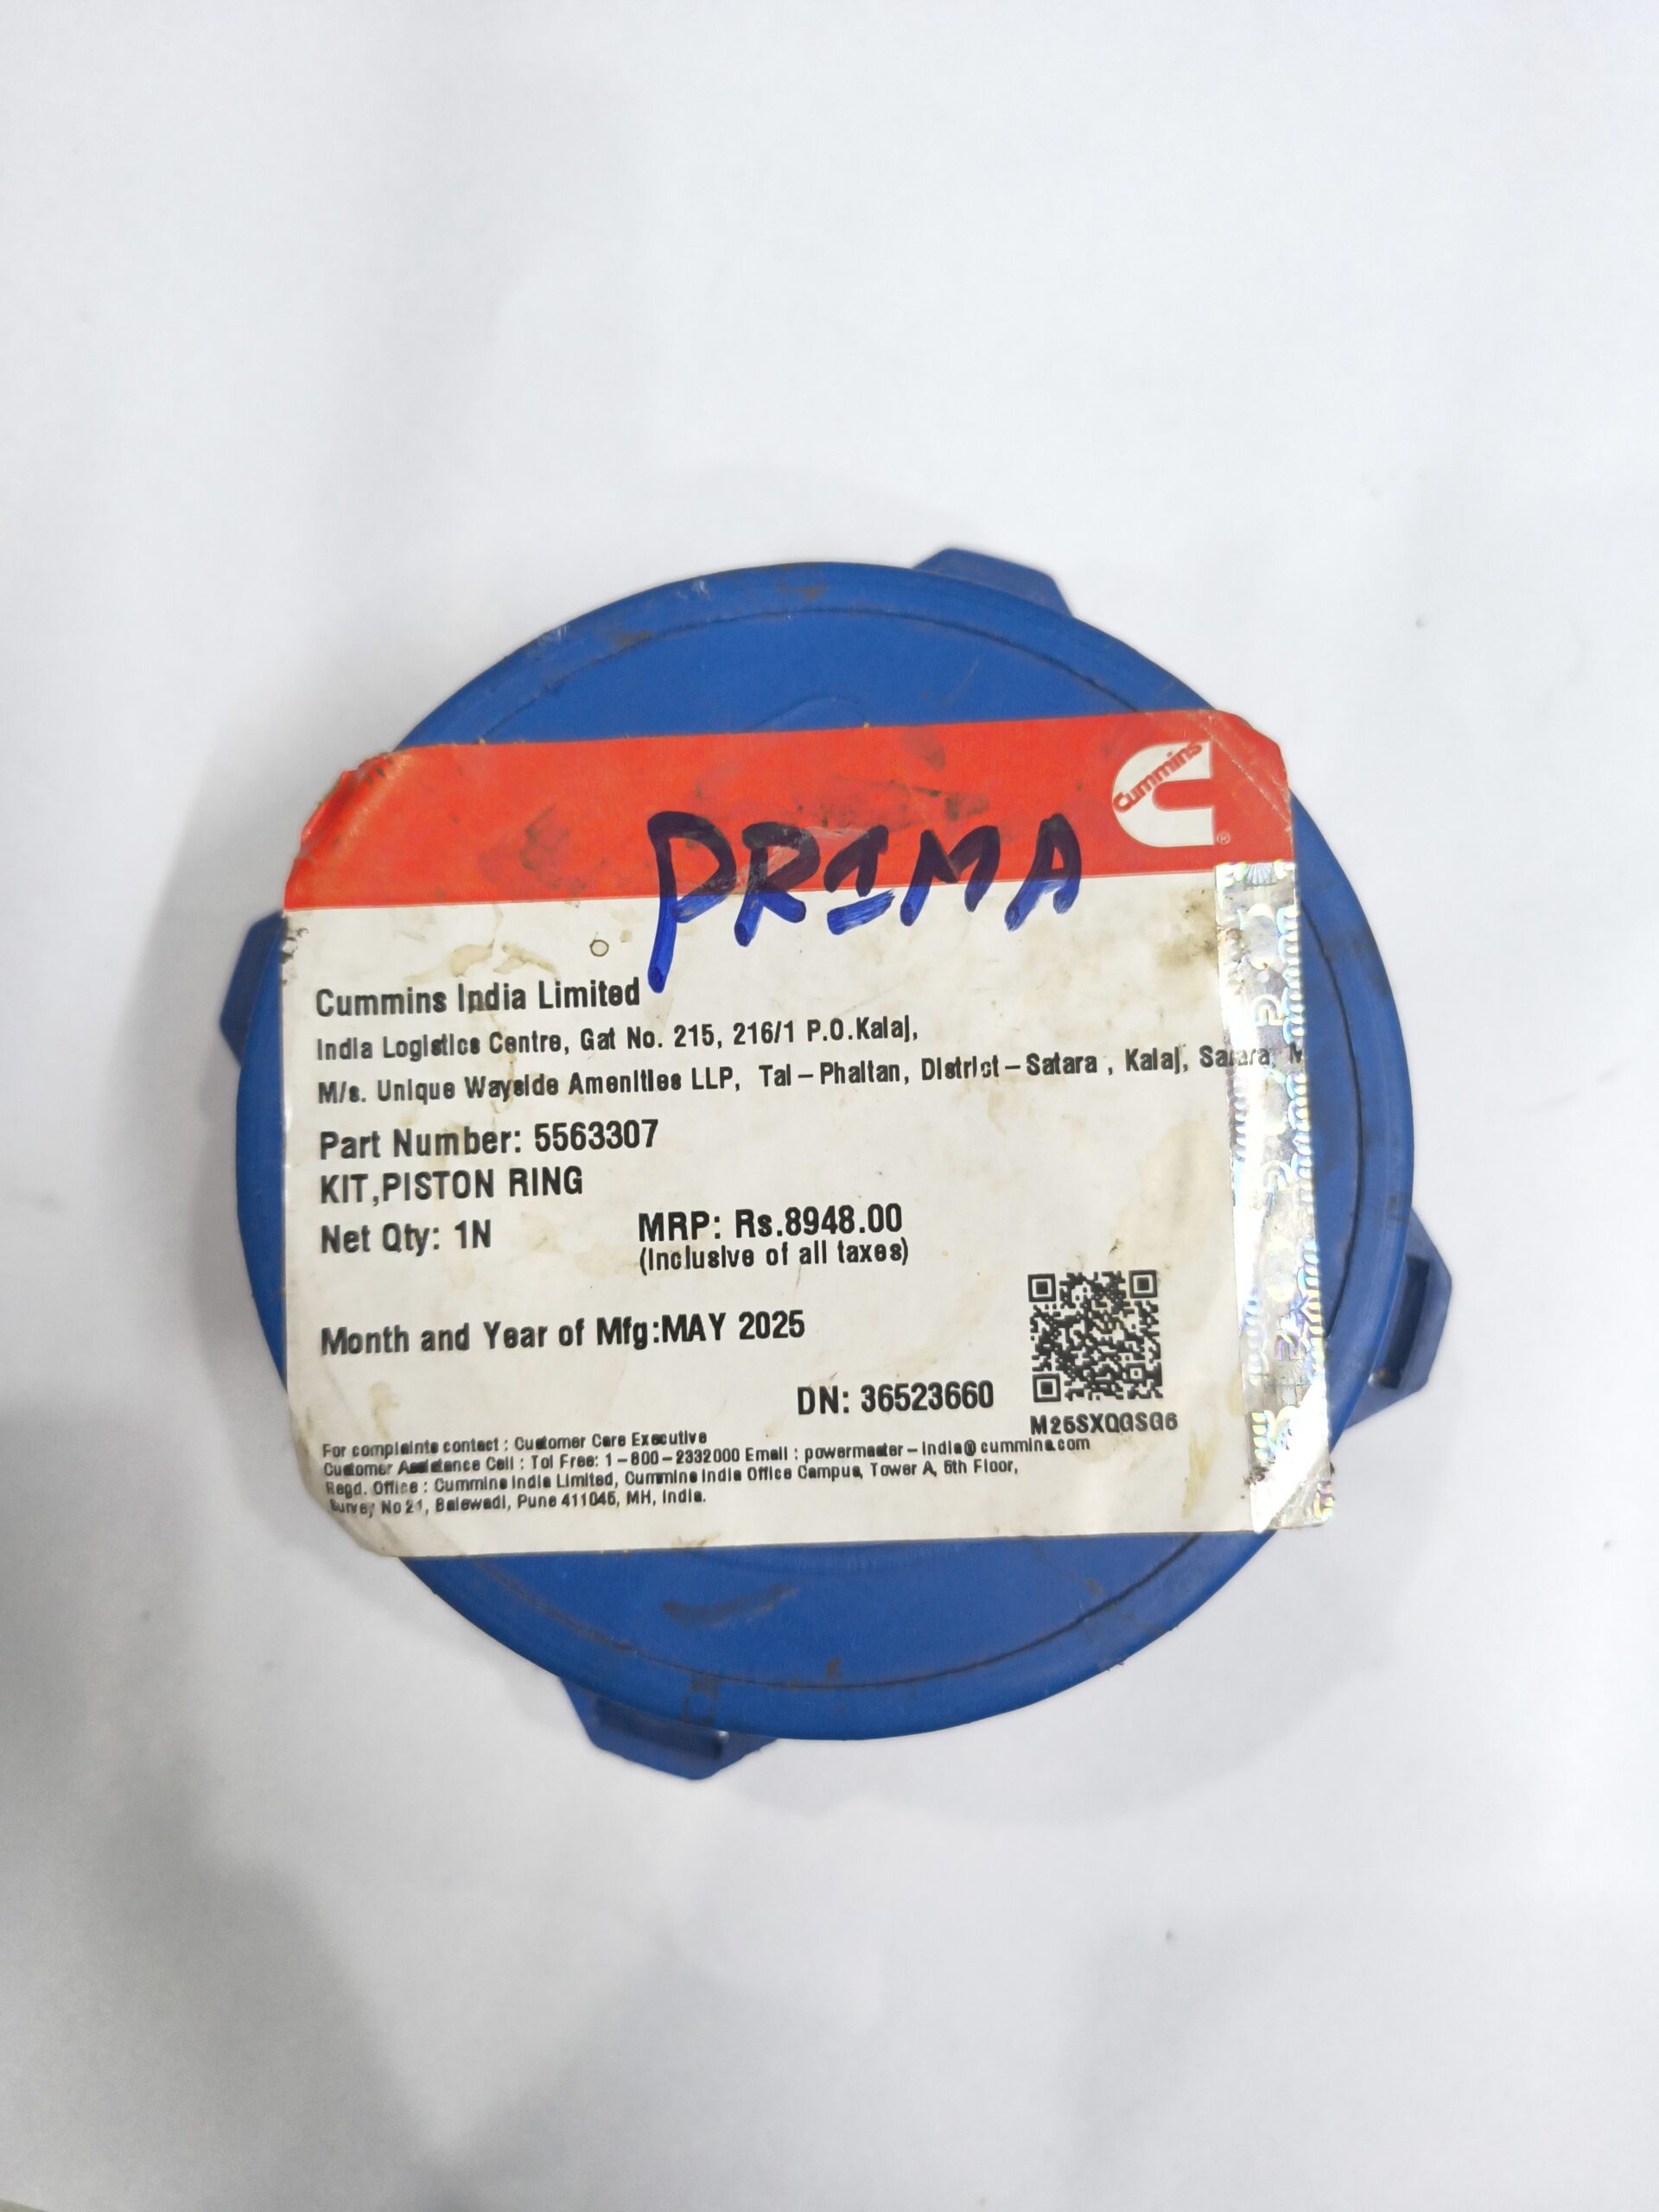 Cummins
PRIMA
Cummins India Limited
India Logistics Centre, Gat No. 215, 216/1 P.O.Kalaj,
M/s. Unique Wayside Amenities LLP, Tal-Phaltan, District-Satara , Kalaj, Satara, M
Part Number: 5563307
KIT,PISTON RING
Net Qty: 1N MRP: Rs.8948.00
(Inclusive of all taxes)
Month and Year of Mfg:MAY 2025
DN: 36523660
M25SXQGSG6
For complaints contact : Customer Care Executive
Customer Assistance Cell : Tol Free: 1-800-2332000 Email : powermaster-india@cummins.com
Regd. Office : Cummins India Limited, Cummins India Office Campus, Tower A, 5th Floor,
Survey No 21, Balewadi, Pune 411045, MH, India.